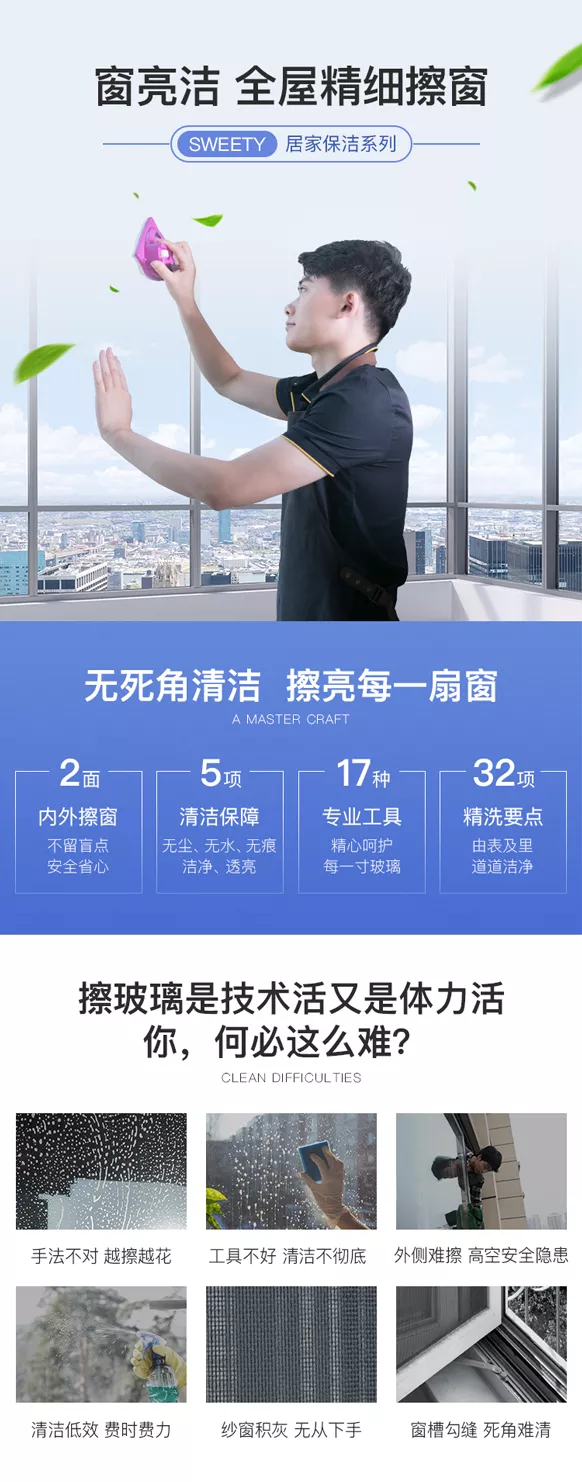 窗亮洁 全屋精细擦窗
SWEETY 居家保洁系列
无死角清洁 擦亮每一扇窗
A MASTER CRAFT
2面
内外擦窗
不留盲点
安全省心
5项
清洁保障
无尘、无水、无痕
洁净、透亮
17种
专业工具
精心呵护
每一寸玻璃
32项
精洗要点
由表及里
道道洁净
擦玻璃是技术活又是体力活
你，何必这么难？
CLEAN DIFFICULTIES
手法不对 越擦越花
工具不好 清洁不彻底
外侧难擦 高空安全隐患
清洁低效 费时费力
纱窗积灰 无从下手
窗槽勾缝 死角难清